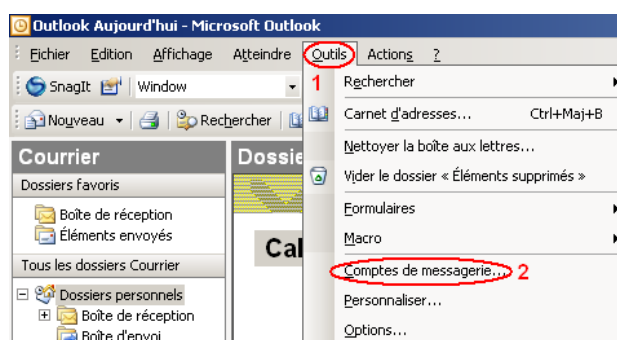 Outlook Aujourd'hui - Microsoft Outlook
Fichier Edition Affichage Atteindre Outils Actions ?
1
SnagIt Window
Rechercher
Nouveau Rechercher
Carnet d'adresses... Ctrl+Maj+B
Nettoyer la boîte aux lettres...
Vider le dossier « Éléments supprimés »
Formulaires
Macro
Comptes de messagerie... 2
Personnaliser...
Options...
Courrier
Dossiers favoris
Boîte de réception
Éléments envoyés
Tous les dossiers Courrier
Dossiers personnels
Boîte de réception
Boîte d'envoi
Dossie
Cal